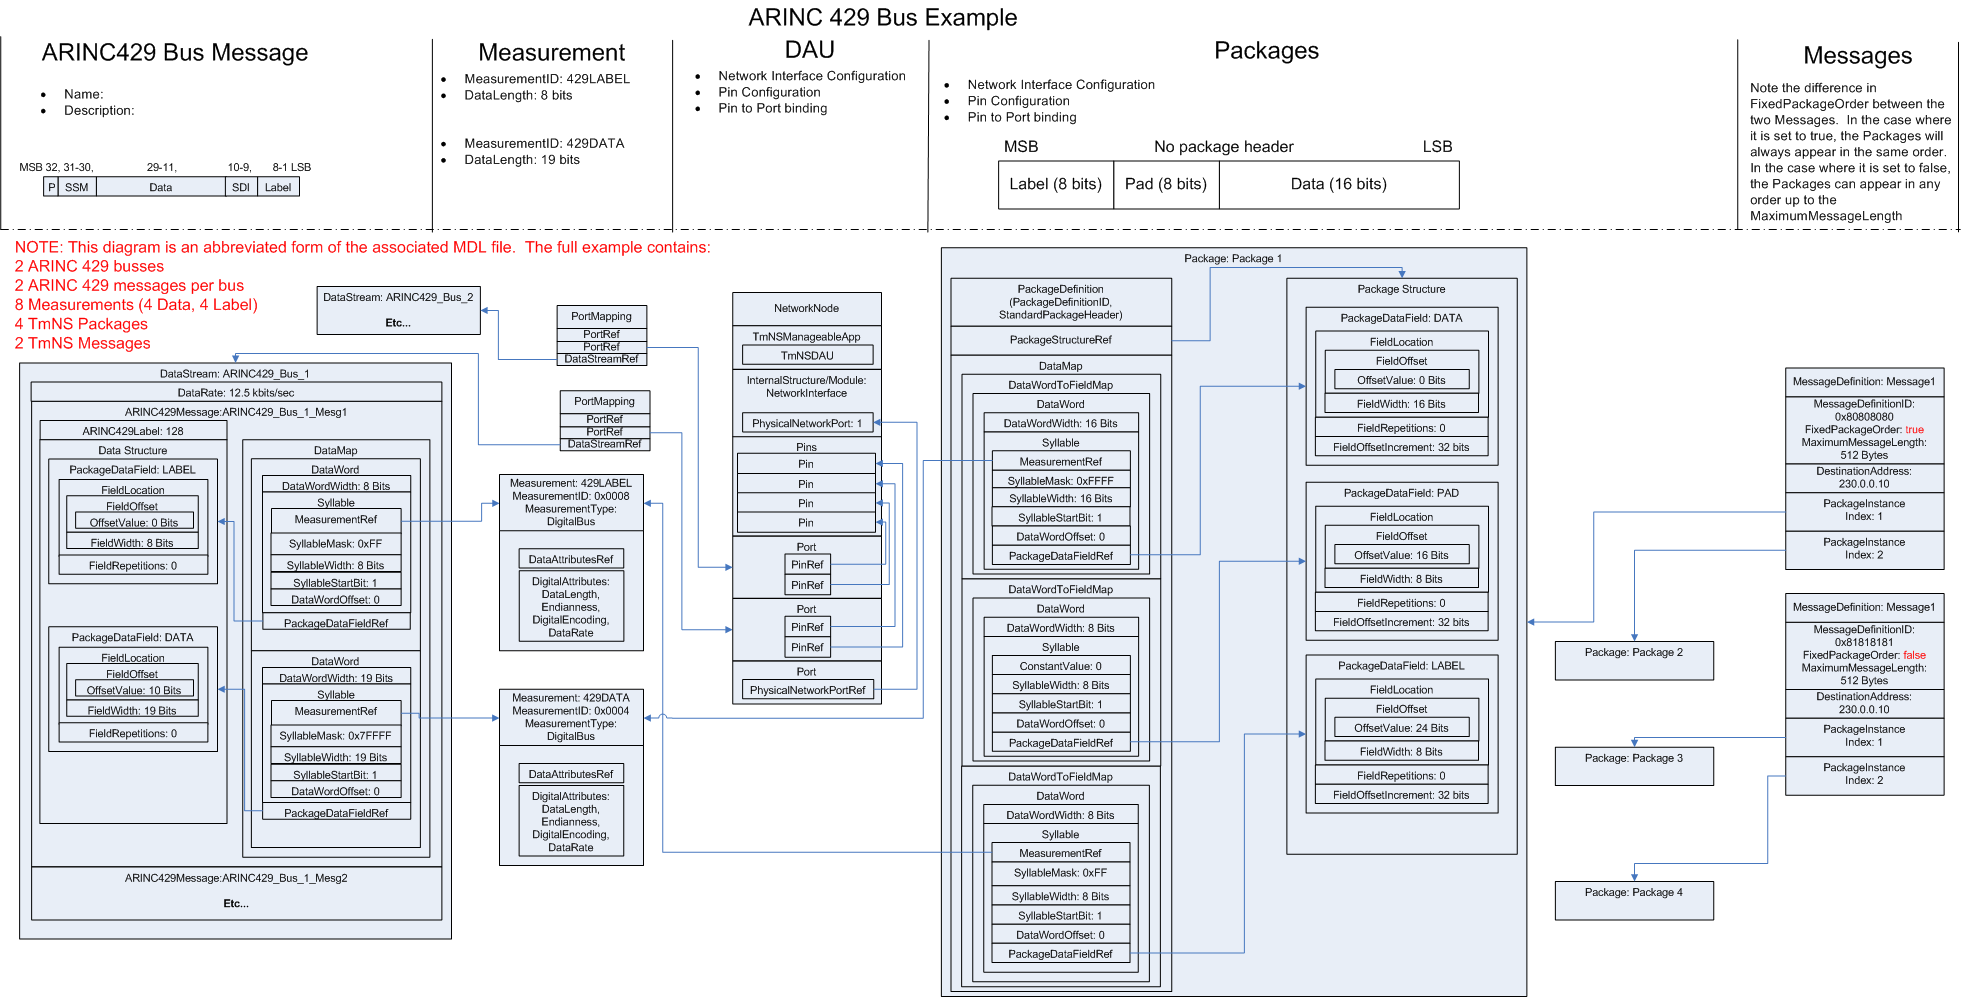 ARINC 429 Bus Example
ARINC429 Bus Message
• Name:
• Description:
MSB 32, 31-30, 29-11, 10-9, 8-1 LSB
P SSM Data SDI Label
Measurement
• MeasurementID: 429LABEL
• DataLength: 8 bits
• MeasurementID: 429DATA
• DataLength: 19 bits
DAU
• Network Interface Configuration
• Pin Configuration
• Pin to Port binding
Packages
• Network Interface Configuration
• Pin Configuration
• Pin to Port binding
MSB No package header LSB
Label (8 bits) Pad (8 bits) Data (16 bits)
Messages
Note the difference in
FixedPackageOrder between the
two Messages. In the case where
it is set to true, the Packages will
always appear in the same order.
In the case where it is set to false,
the Packages can appear in any
order up to the
MaximumMessageLength
NOTE: This diagram is an abbreviated form of the associated MDL file. The full example contains:
2 ARINC 429 busses
2 ARINC 429 messages per bus
8 Measurements (4 Data, 4 Label)
4 TmNS Packages
2 TmNS Messages
DataStream: ARINC429_Bus_2
Etc...
DataStream: ARINC429_Bus_1
DataRate: 12.5 kbits/sec
ARINC429Message:ARINC429_Bus_1_Mesg1
ARINC429Label: 128
Data Structure
PackageDataField: LABEL
FieldLocation
FieldOffset
OffsetValue: 0 Bits
FieldWidth: 8 Bits
FieldRepetitions: 0
PackageDataField: DATA
FieldLocation
FieldOffset
OffsetValue: 10 Bits
FieldWidth: 19 Bits
FieldRepetitions: 0
DataMap
DataWord
DataWordWidth: 8 Bits
Syllable
MeasurementRef
SyllableMask: 0xFF
SyllableWidth: 8 Bits
SyllableStartBit: 1
DataWordOffset: 0
PackageDataFieldRef
DataWord
DataWordWidth: 19 Bits
Syllable
MeasurementRef
SyllableMask: 0x7FFFF
SyllableWidth: 19 Bits
SyllableStartBit: 1
DataWordOffset: 0
PackageDataFieldRef
ARINC429Message:ARINC429_Bus_1_Mesg2
Etc...
PortMapping
PortRef
PortRef
DataStreamRef
PortMapping
PortRef
PortRef
DataStreamRef
Measurement: 429LABEL
MeasurementID: 0x0008
MeasurementType:
DigitalBus
DataAttributesRef
DigitalAttributes:
DataLength,
Endianness,
DigitalEncoding,
DataRate
Measurement: 429DATA
MeasurementID: 0x0004
MeasurementType:
DigitalBus
DataAttributesRef
DigitalAttributes:
DataLength,
Endianness,
DigitalEncoding,
DataRate
NetworkNode
TmNSManageableApp
TmNSDAU
InternalStructure/Module:
NetworkInterface
PhysicalNetworkPort: 1
Pins
Pin
Pin
Pin
Pin
Port
PinRef
PinRef
Port
PinRef
PinRef
Port
PhysicalNetworkPortRef
Package: Package 1
PackageDefinition
(PackageDefinitionID,
StandardPackageHeader)
PackageStructureRef
DataMap
DataWordToFieldMap
DataWord
DataWordWidth: 16 Bits
Syllable
MeasurementRef
SyllableMask: 0xFFFF
SyllableWidth: 16 Bits
SyllableStartBit: 1
DataWordOffset: 0
PackageDataFieldRef
DataWordToFieldMap
DataWord
DataWordWidth: 8 Bits
Syllable
ConstantValue: 0
SyllableWidth: 8 Bits
SyllableStartBit: 1
DataWordOffset: 0
PackageDataFieldRef
DataWordToFieldMap
DataWord
DataWordWidth: 8 Bits
Syllable
MeasurementRef
SyllableMask: 0xFF
SyllableWidth: 8 Bits
SyllableStartBit: 1
DataWordOffset: 0
PackageDataFieldRef
Package Structure
PackageDataField: DATA
FieldLocation
FieldOffset
OffsetValue: 0 Bits
FieldWidth: 16 Bits
FieldRepetitions: 0
FieldOffsetIncrement: 32 bits
PackageDataField: PAD
FieldLocation
FieldOffset
OffsetValue: 16 Bits
FieldWidth: 8 Bits
FieldRepetitions: 0
FieldOffsetIncrement: 32 bits
PackageDataField: LABEL
FieldLocation
FieldOffset
OffsetValue: 24 Bits
FieldWidth: 8 Bits
FieldRepetitions: 0
FieldOffsetIncrement: 32 bits
MessageDefinition: Message1
MessageDefinitionID:
0x80808080
FixedPackageOrder: true
MaximumMessageLength:
512 Bytes
DestinationAddress:
230.0.0.10
PackageInstance
Index: 1
PackageInstance
Index: 2
MessageDefinition: Message1
MessageDefinitionID:
0x81818181
FixedPackageOrder: false
MaximumMessageLength:
512 Bytes
DestinationAddress:
230.0.0.10
PackageInstance
Index: 1
PackageInstance
Index: 2
Package: Package 2
Package: Package 3
Package: Package 4